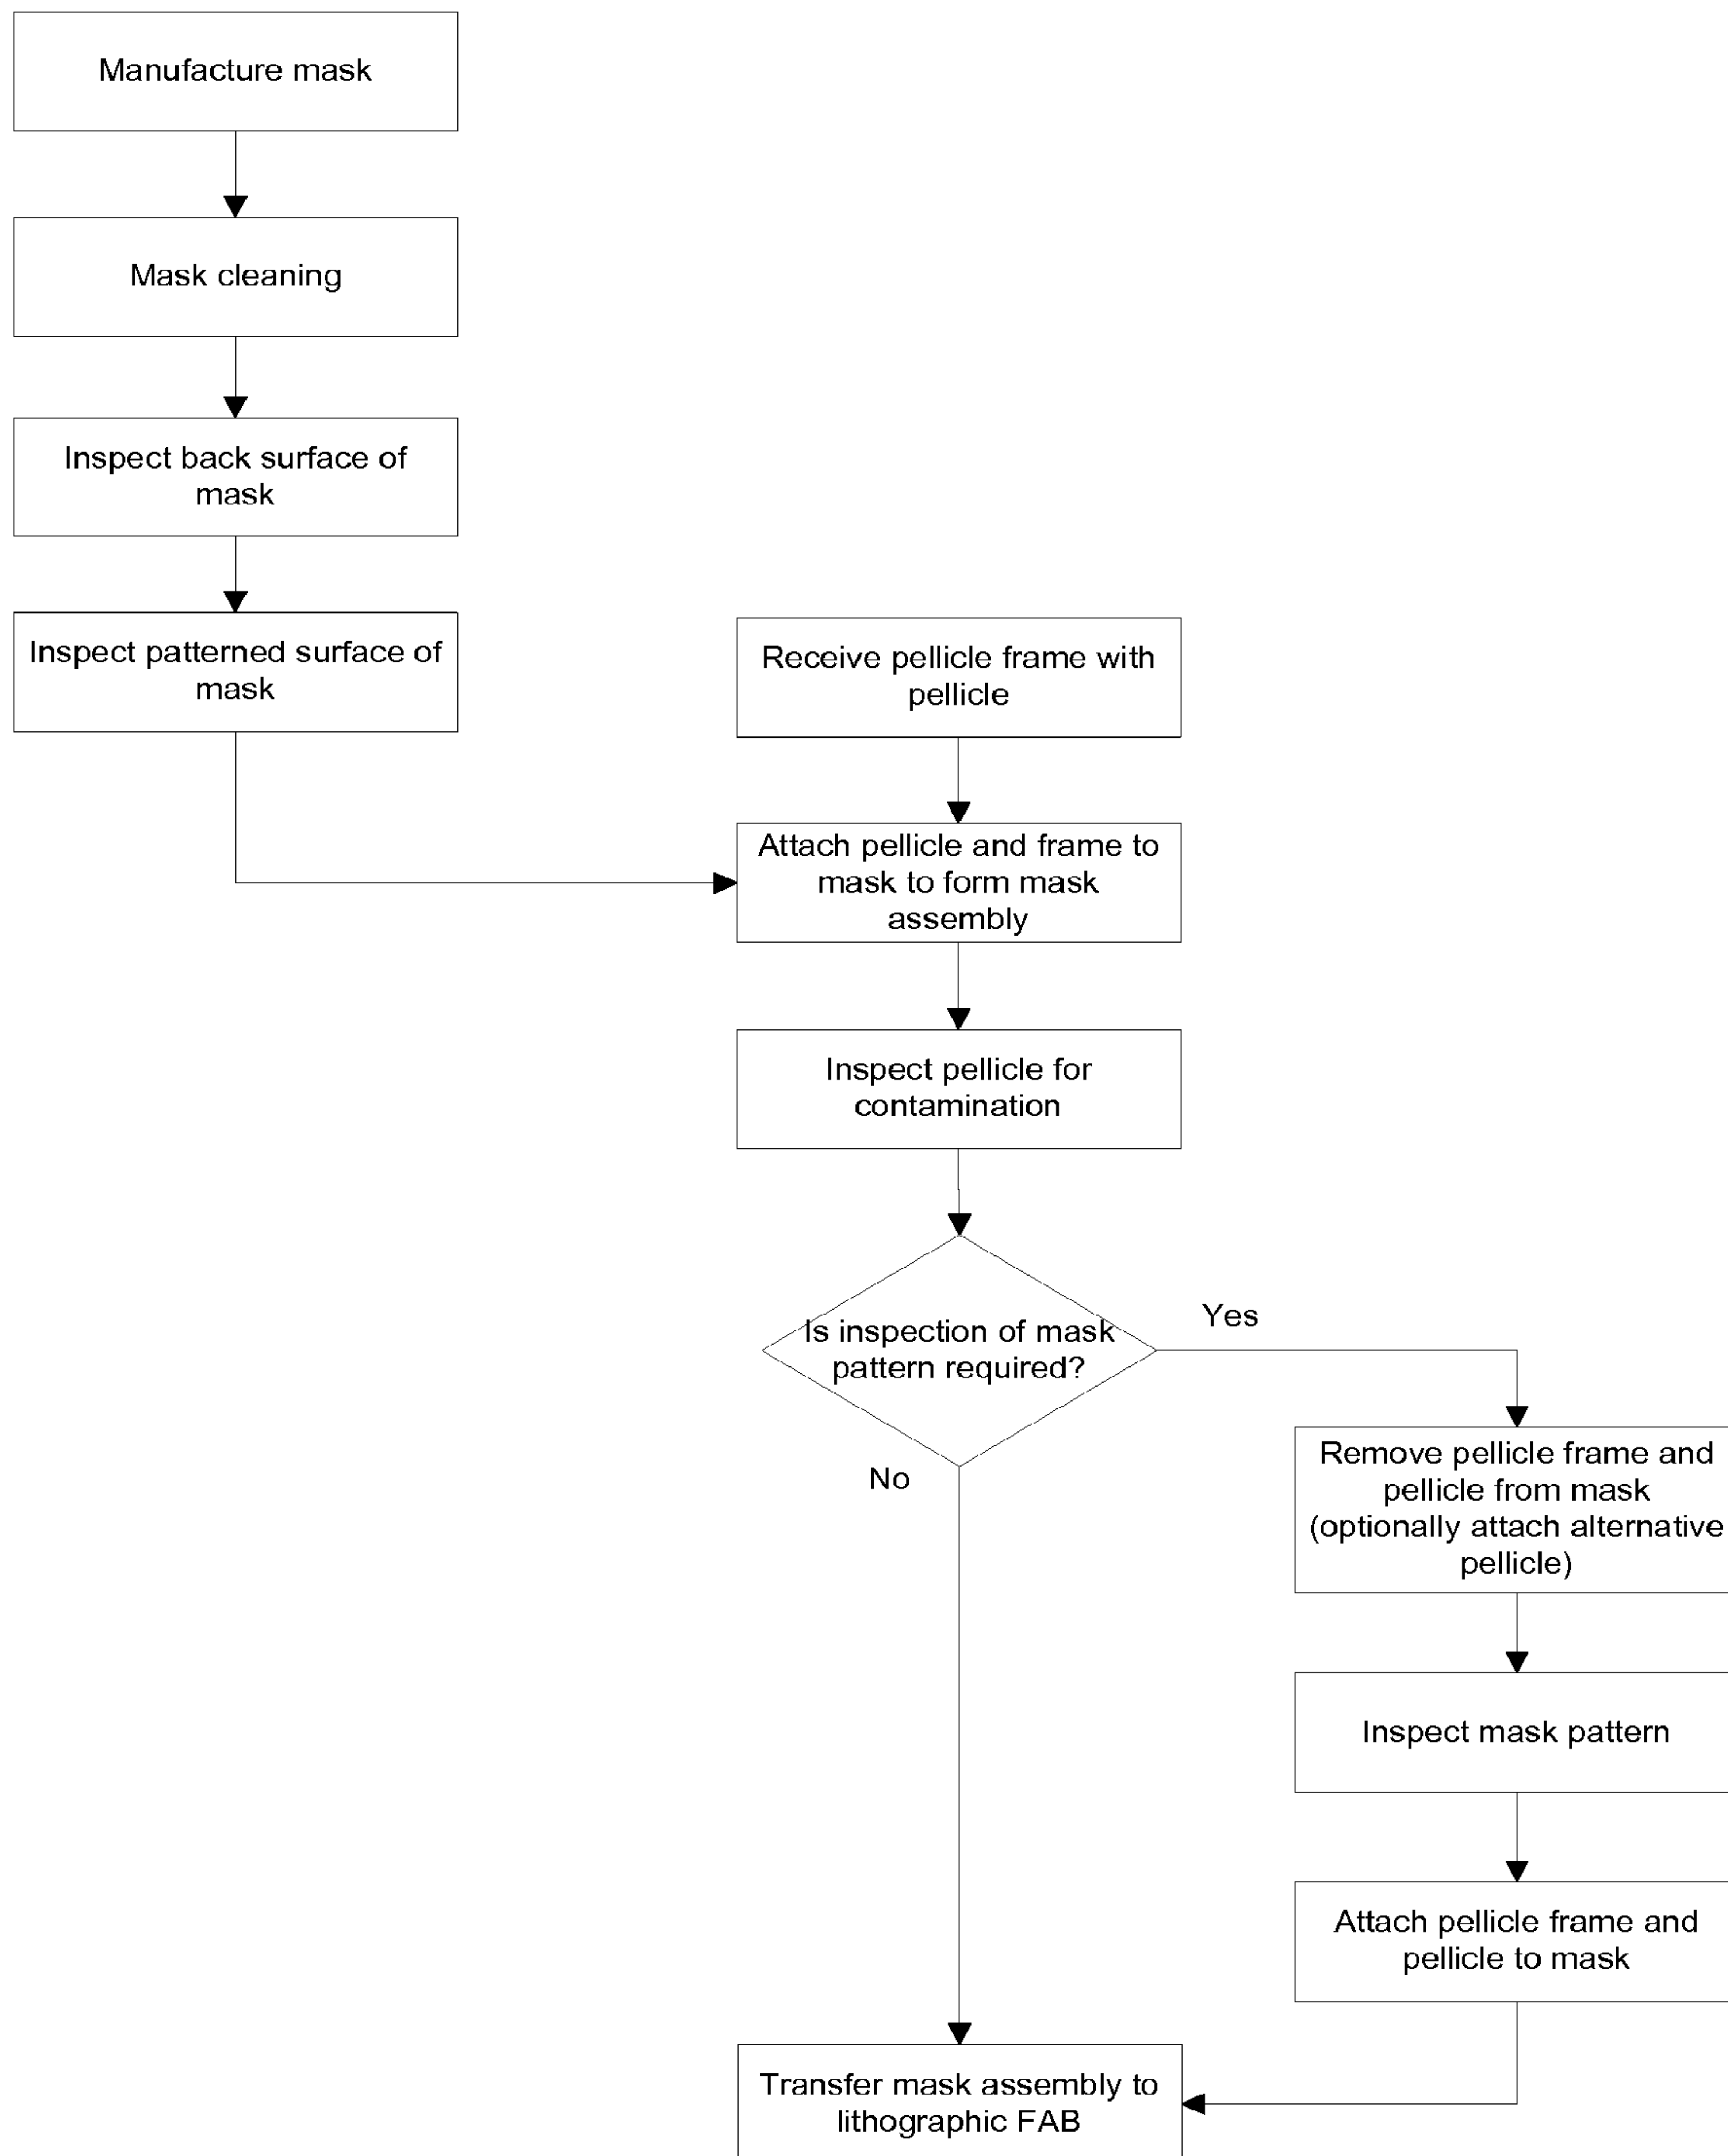 Manufacture mask
Mask cleaning
Inspect back surface of
mask
Inspect patterned surface of
mask
Receive pellicle frame with
pellicle
Attach pellicle and frame to
mask to form mask
assembly
Inspect pellicle for
contamination
Is inspection of mask
pattern required?
Yes
No
Remove pellicle frame and
pellicle from mask
(optionally attach alternative
pellicle)
Inspect mask pattern
Attach pellicle frame and
pellicle to mask
Transfer mask assembly to
lithographic FAB